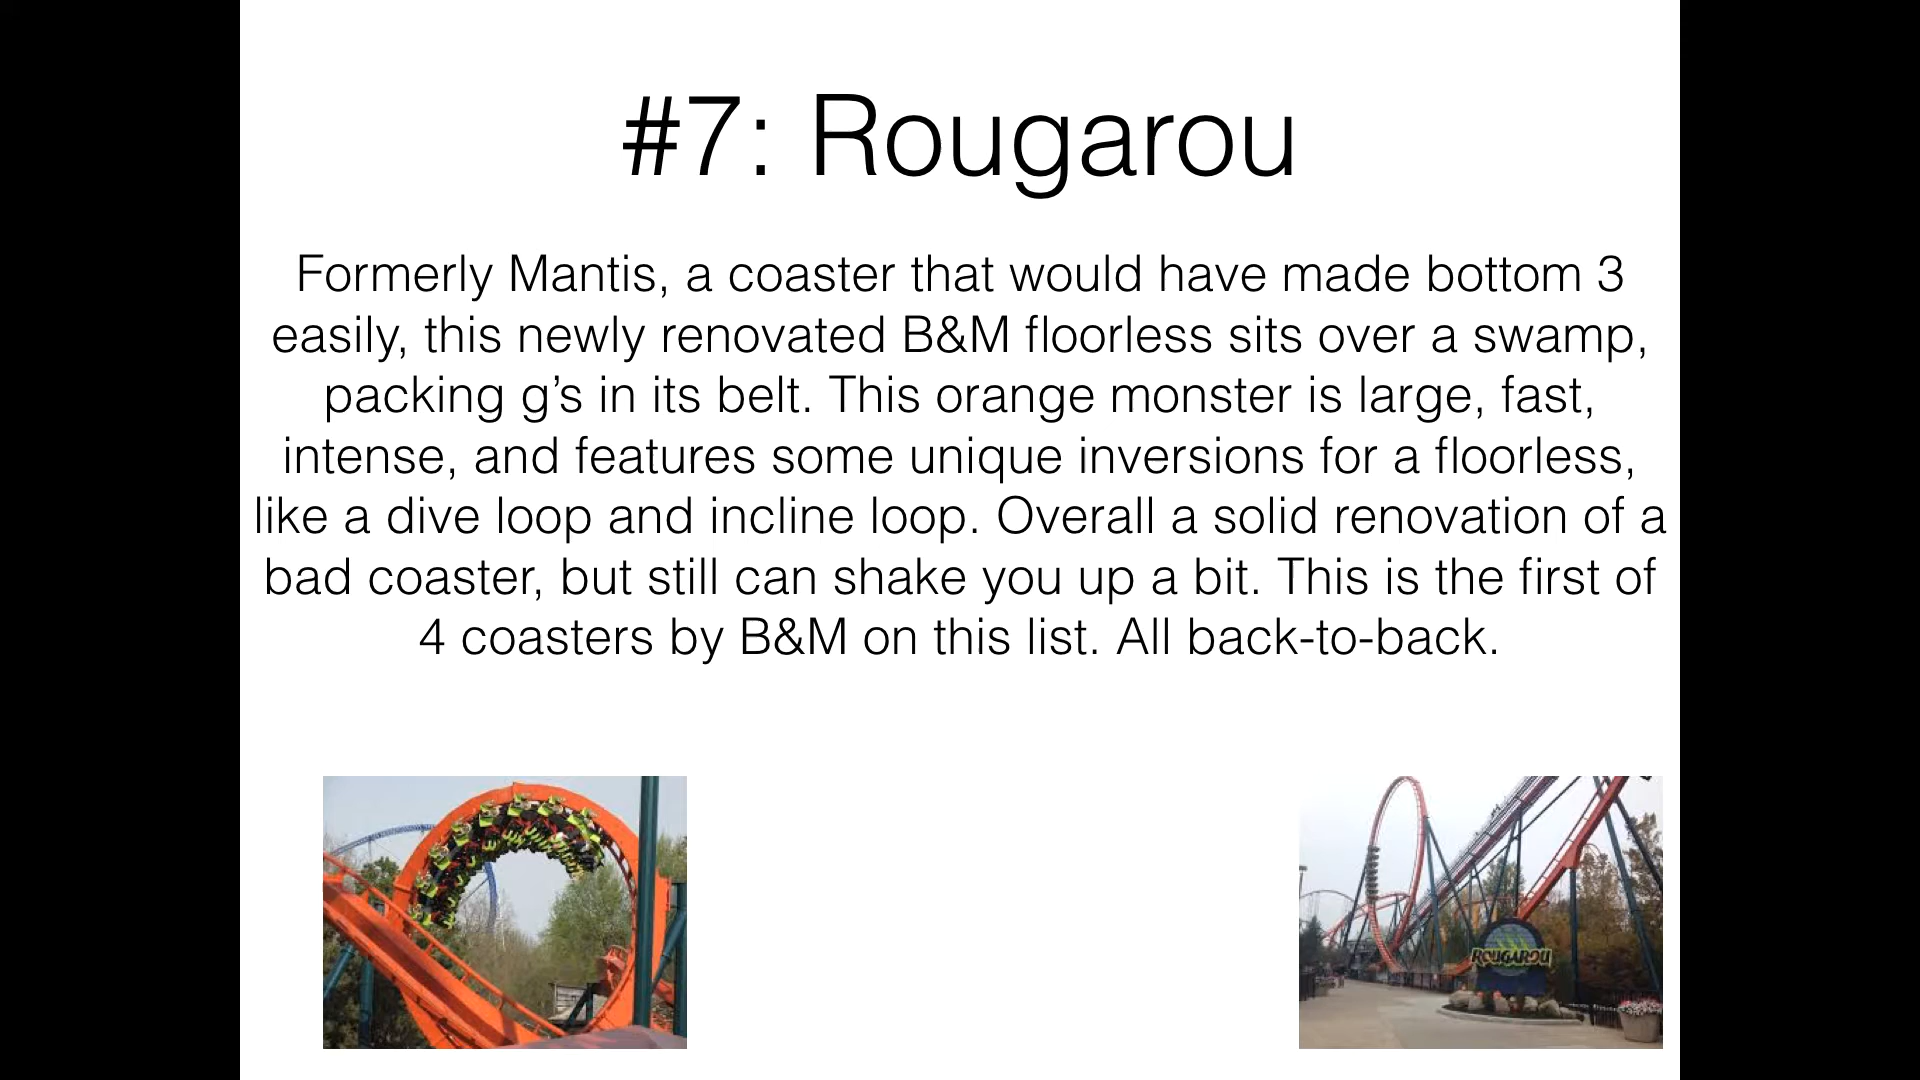 #7: Rougarou
Formerly Mantis, a coaster that would have made bottom 3
easily, this newly renovated B&M floorless sits over a swamp,
packing g’s in its belt. This orange monster is large, fast,
intense, and features some unique inversions for a floorless,
like a dive loop and incline loop. Overall a solid renovation of a
bad coaster, but still can shake you up a bit. This is the first of
4 coasters by B&M on this list. All back-to-back.
ROUGAROU